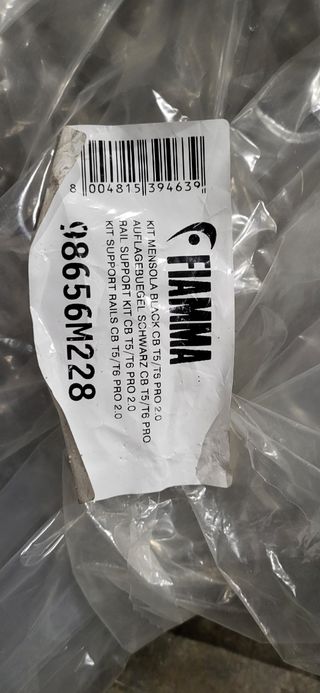 FIAMMA
KIT MENSOLA BLACK CB T5/T6 PRO 2.0
AUFLAGEBUEGEL SCHWARZ CB T5/T6 PRO
RAIL SUPPORT KIT CB T5/T6 PRO 2.0
KIT SUPPORT RAILS CB T5/T6 PRO 2.0
98656M228
8 004815 394639